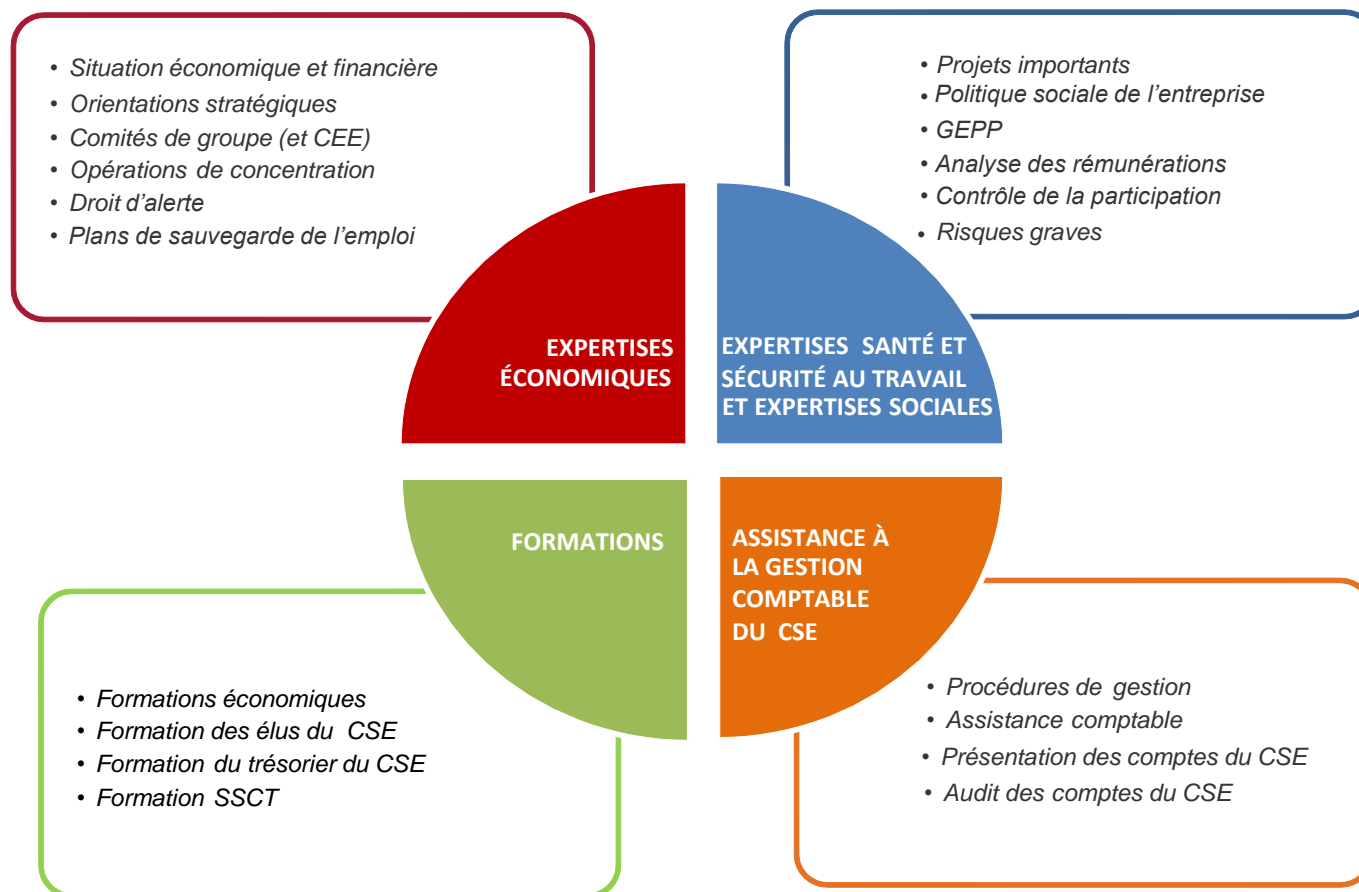 • Situation économique et financière
• Orientations stratégiques
• Comités de groupe (et CEE)
• Opérations de concentration
• Droit d’alerte
• Plans de sauvegarde de l’emploi
• Projets importants
• Politique sociale de l’entreprise
• GEPP
• Analyse des rémunérations
• Contrôle de la participation
• Risques graves
EXPERTISES
ÉCONOMIQUES
EXPERTISES SANTÉ ET
SÉCURITÉ AU TRAVAIL
ET EXPERTISES SOCIALES
FORMATIONS
ASSISTANCE À
LA GESTION
COMPTABLE
DU CSE
• Formations économiques
• Formation des élus du CSE
• Formation du trésorier du CSE
• Formation SSCT
• Procédures de gestion
• Assistance comptable
• Présentation des comptes du CSE
• Audit des comptes du CSE